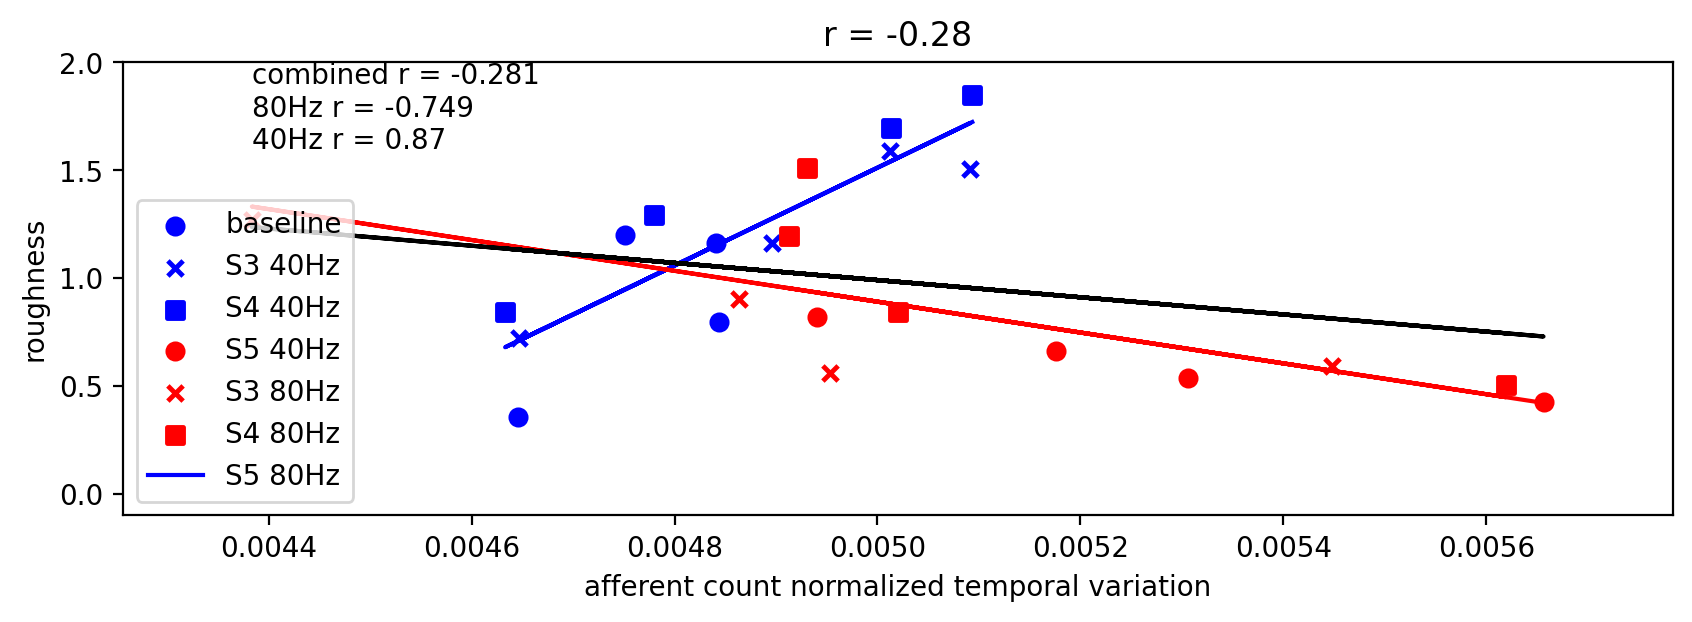 r = -0.28
combined r = -0.281
80Hz r = -0.749
40Hz r = 0.87
2.0
1.5
1.0
0.5
0.0
roughness
baseline
S3 40Hz
S4 40Hz
S5 40Hz
S3 80Hz
S4 80Hz
S5 80Hz
0.0044 0.0046 0.0048 0.0050 0.0052 0.0054 0.0056
afferent count normalized temporal variation